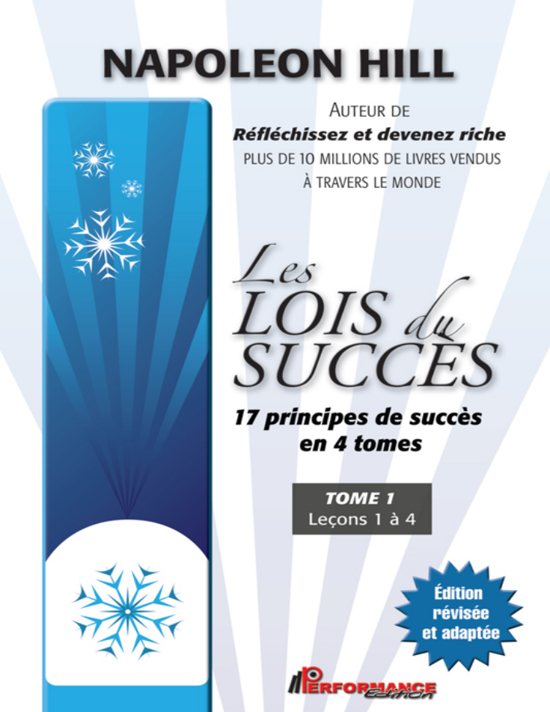 NAPOLEON HILL
AUTEUR DE
Réfléchissez et devenez riche
PLUS DE 10 MILLIONS DE LIVRES VENDUS
À TRAVERS LE MONDE
Les
LOIS du
SUCCÈS
17 principes de succès
en 4 tomes
TOME 1
Leçons 1 à 4
Édition
révisée
et adaptée
PERFORMANCE
EDITION